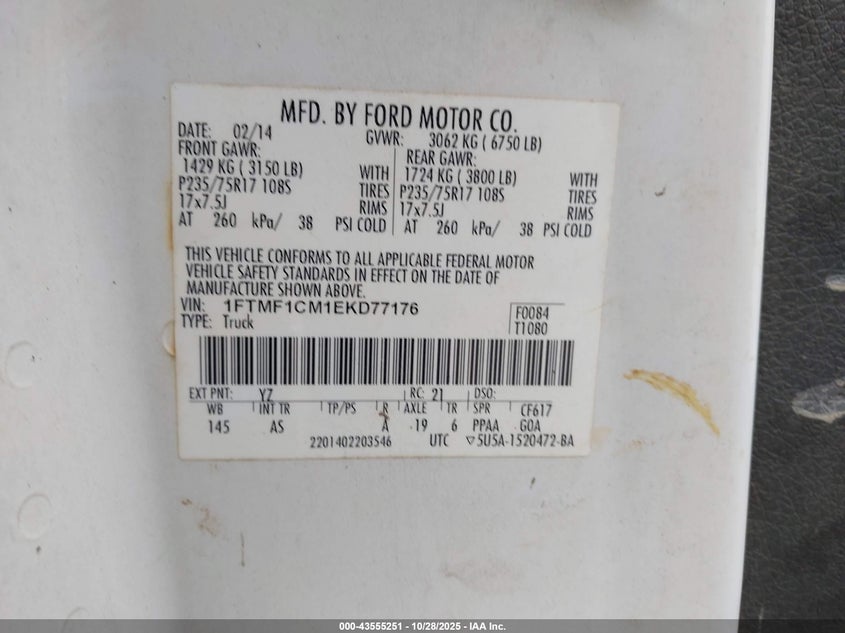 MFD. BY FORD MOTOR CO.
DATE: 02/14 GVWR: 3062 KG ( 6750 LB)
FRONT GAWR: REAR GAWR:
1429 KG ( 3150 LB) WITH 1724 KG ( 3800 LB) WITH
P235/75R17 108S TIRES P235/75R17 108S TIRES
17x7.5J RIMS 17x7.5J RIMS
AT 260 kPa/ 38 PSI COLD AT 260 kPa/ 38 PSI COLD
THIS VEHICLE CONFORMS TO ALL APPLICABLE FEDERAL MOTOR
VEHICLE SAFETY STANDARDS IN EFFECT ON THE DATE OF
MANUFACTURE SHOWN ABOVE.
VIN: 1FTMF1CM1EKD77176 F0084
TYPE: Truck T1080
EXT PNT: YZ RC: 21 DSO:
WB INT TR TP/PS R AXLE TR SPR CF617
145 AS A 19 6 PPAA GOA
2201402203546 UTC ▽5U5A-1520472-BA
000-43555251 | 10/28/2025 - IAA Inc.